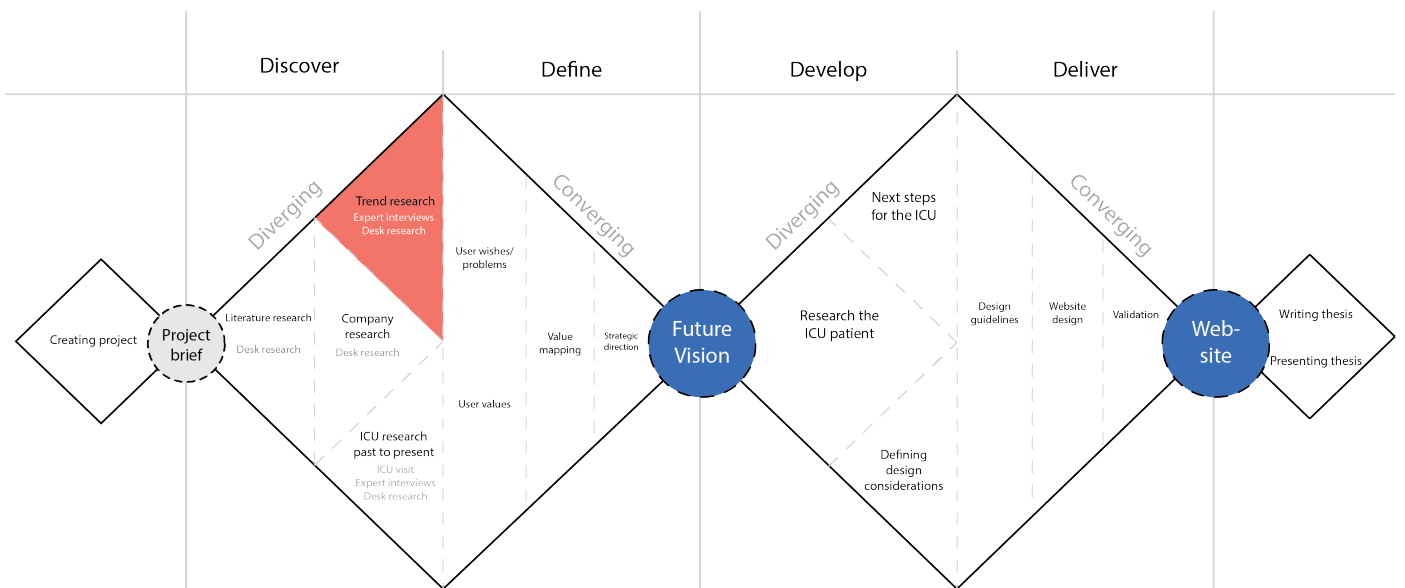 Discover
Define
Develop
Deliver
Diverging
Converging
Diverging
Converging
Creating project
Project
brief
Literature research
Desk research
Trend research
Expert interviews
Desk research
Company
research
Desk research
ICU research
past to present
ICU visit
Expert interviews
Desk research
User wishes/
problems
User values
Value
mapping
Strategic
direction
Future
Vision
Next steps
for the ICU
Research the
ICU patient
Defining
design
considerations
Design
guidelines
Website
design
Validation
Web-
site
Writing thesis
Presenting thesis